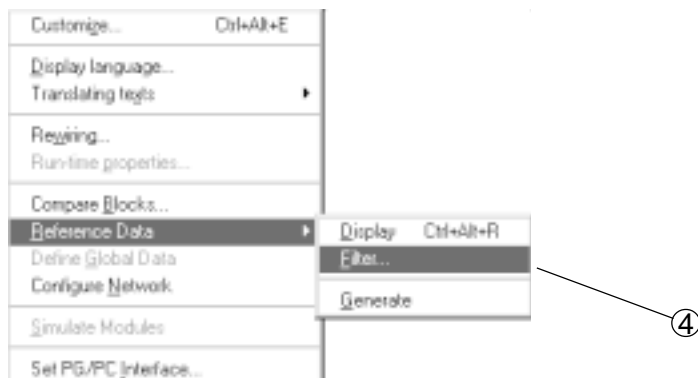 Customize... Ctrl+Alt+E
Display language...
Translating texts
Rewiring...
Run-time properties...
Compare Blocks...
Reference Data
Display Ctrl+Alt+R
Define Global Data
Filter...
Configure Network
Generate
④
Simulate Modules
Set PG/PC Interface...